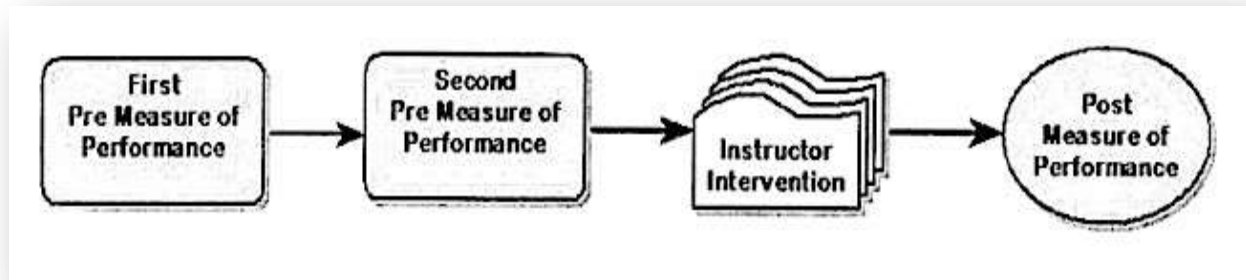 First
Pre Measure of
Performance
Second
Pre Measure of
Performance
Instructor
Intervention
Post
Measure of
Performance